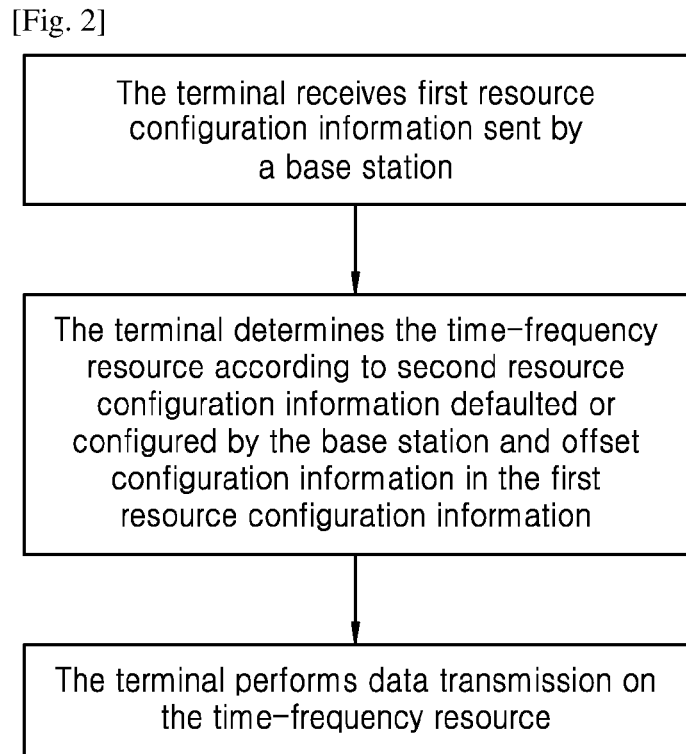 [Fig. 2]
The terminal receives first resource
configuration information sent by
a base station
The terminal determines the time-frequency
resource according to second resource
configuration information defaulted or
configured by the base station and offset
configuration information in the first
resource configuration information
The terminal performs data transmission on
the time-frequency resource